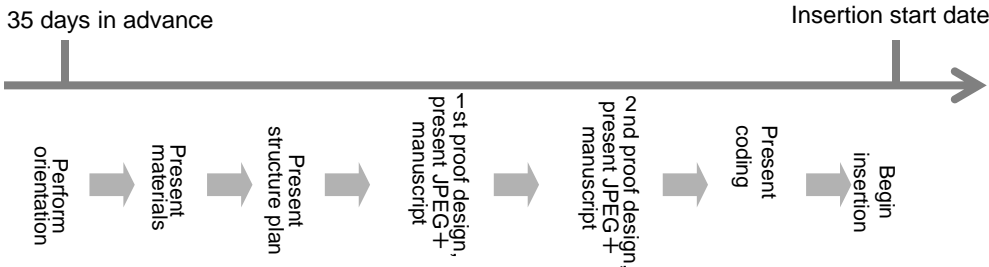 35 days in advance
Insertion start date
Perform
orientation
Present
materials
Present
structure plan
1st proof design,
present JPEG＋
manuscript
2nd proof design,
present JPEG＋
manuscript
Present
coding
Begin
insertion